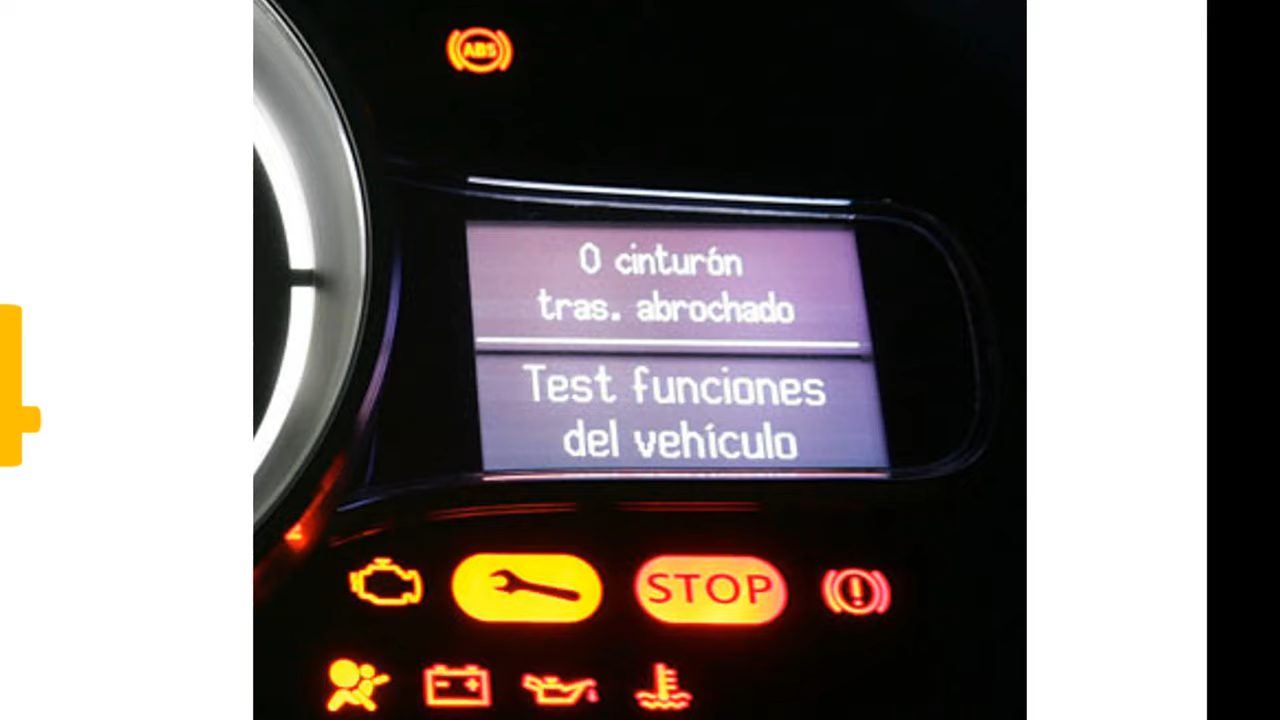 ABS
0 cinturón
tras. abrochado
Test funciones
del vehículo
STOP